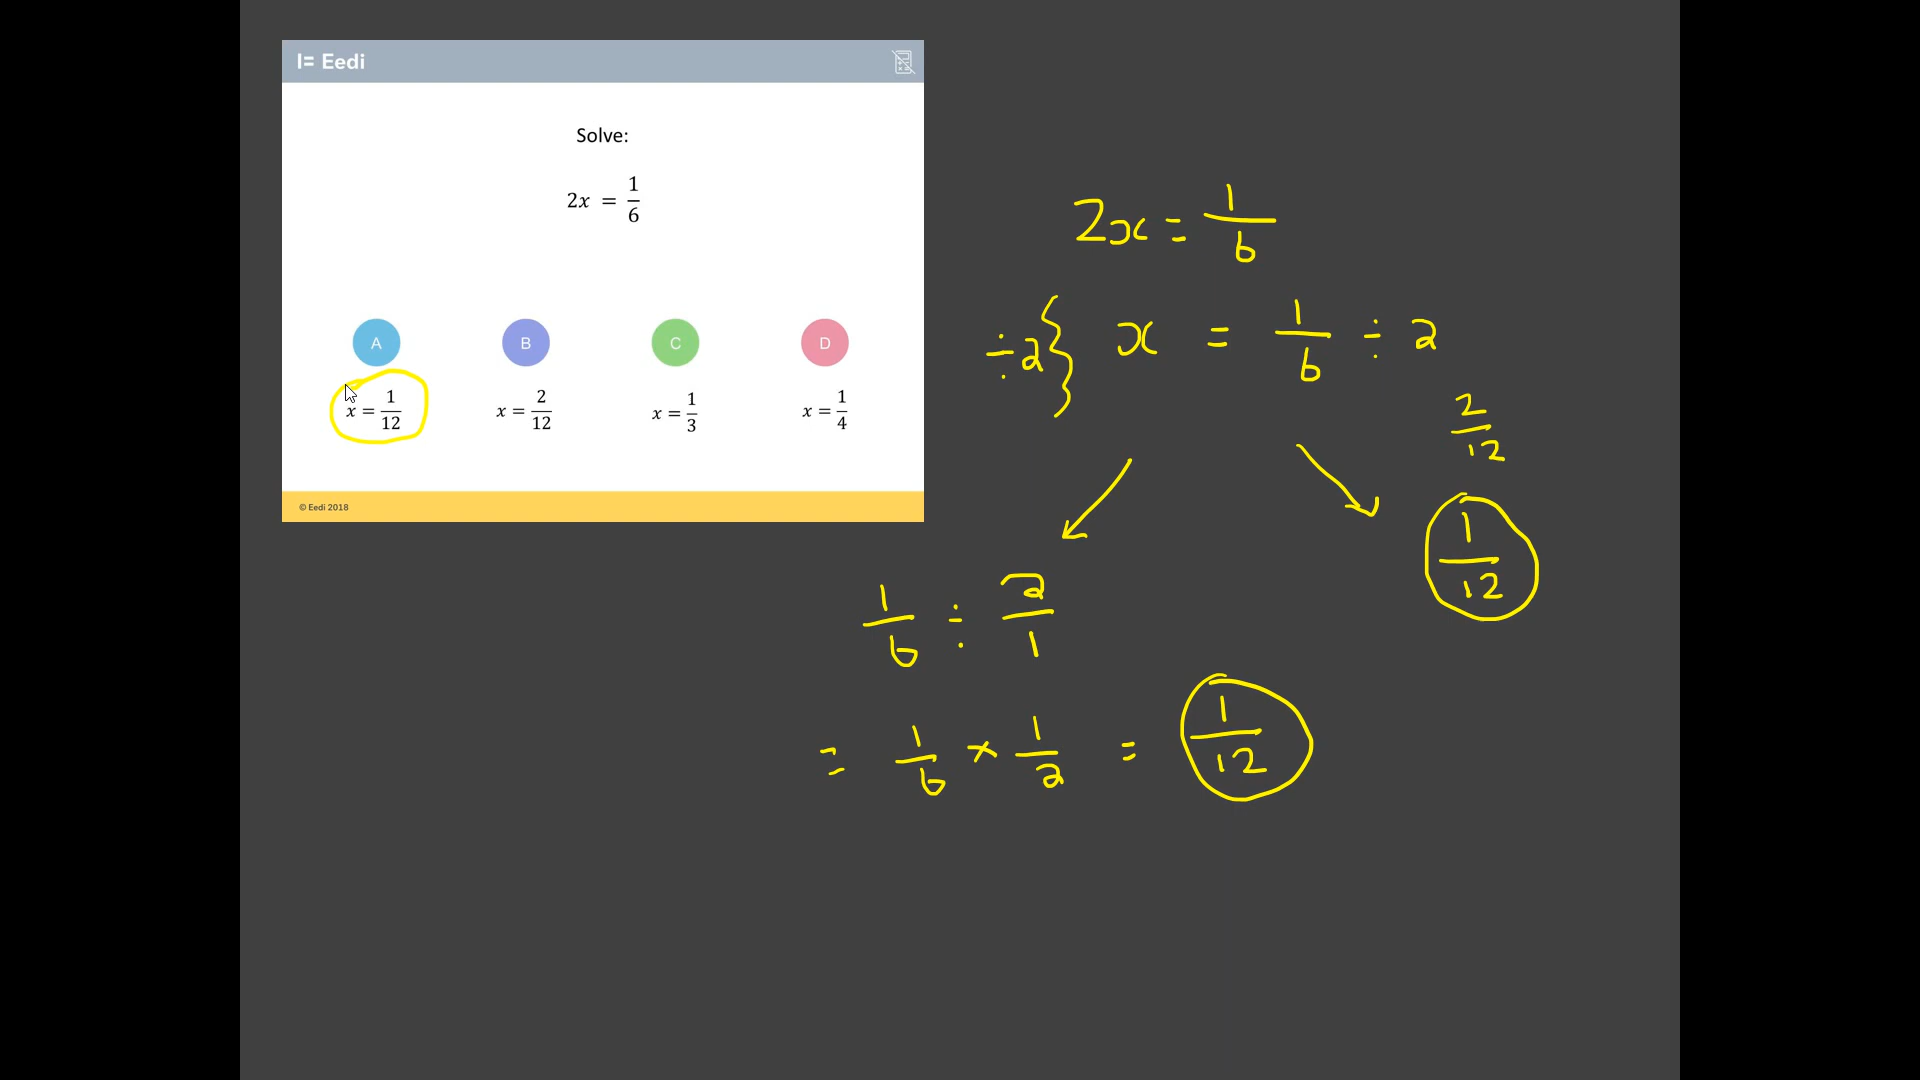 I= Eedi
Solve:
2x = 1/6
A
B
C
D
x = 1/12
x = 2/12
x = 1/3
x = 1/4
© Eedi 2018
2x = 1/6
÷2} x = 1/6 ÷ 2
2/12
1/12
1/6 ÷ 2/1
= 1/6 × 1/2 = 1/12